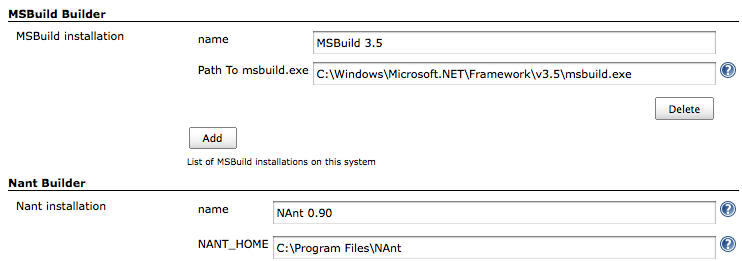 MSBuild Builder
MSBuild installation
name
MSBuild 3.5
Path To msbuild.exe
C:\Windows\Microsoft.NET\Framework\v3.5\msbuild.exe
?
Delete
Add
List of MSBuild installations on this system
Nant Builder
Nant installation
name
NAnt 0.90
?
NANT_HOME
C:\Program Files\NAnt
?